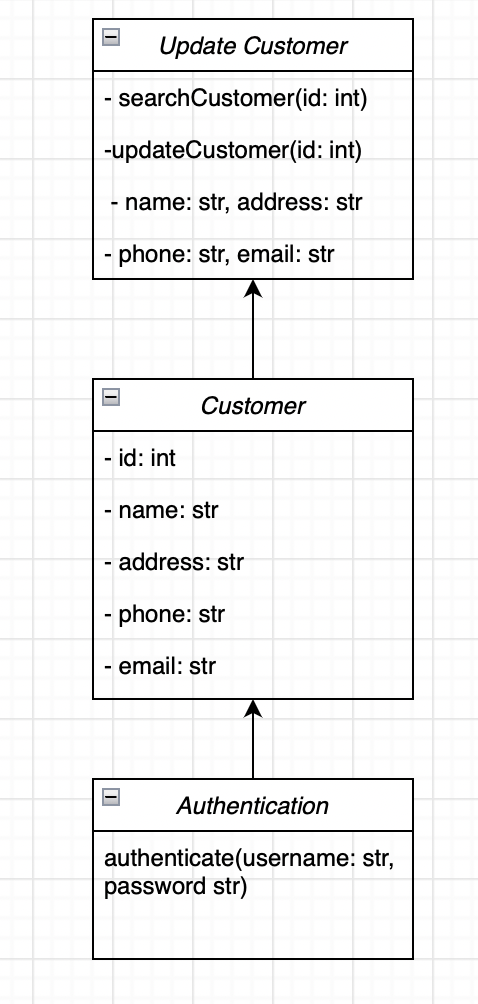 Update Customer
- searchCustomer(id: int)
-updateCustomer(id: int)
- name: str, address: str
- phone: str, email: str
Customer
- id: int
- name: str
- address: str
- phone: str
- email: str
Authentication
authenticate(username: str,
password str)